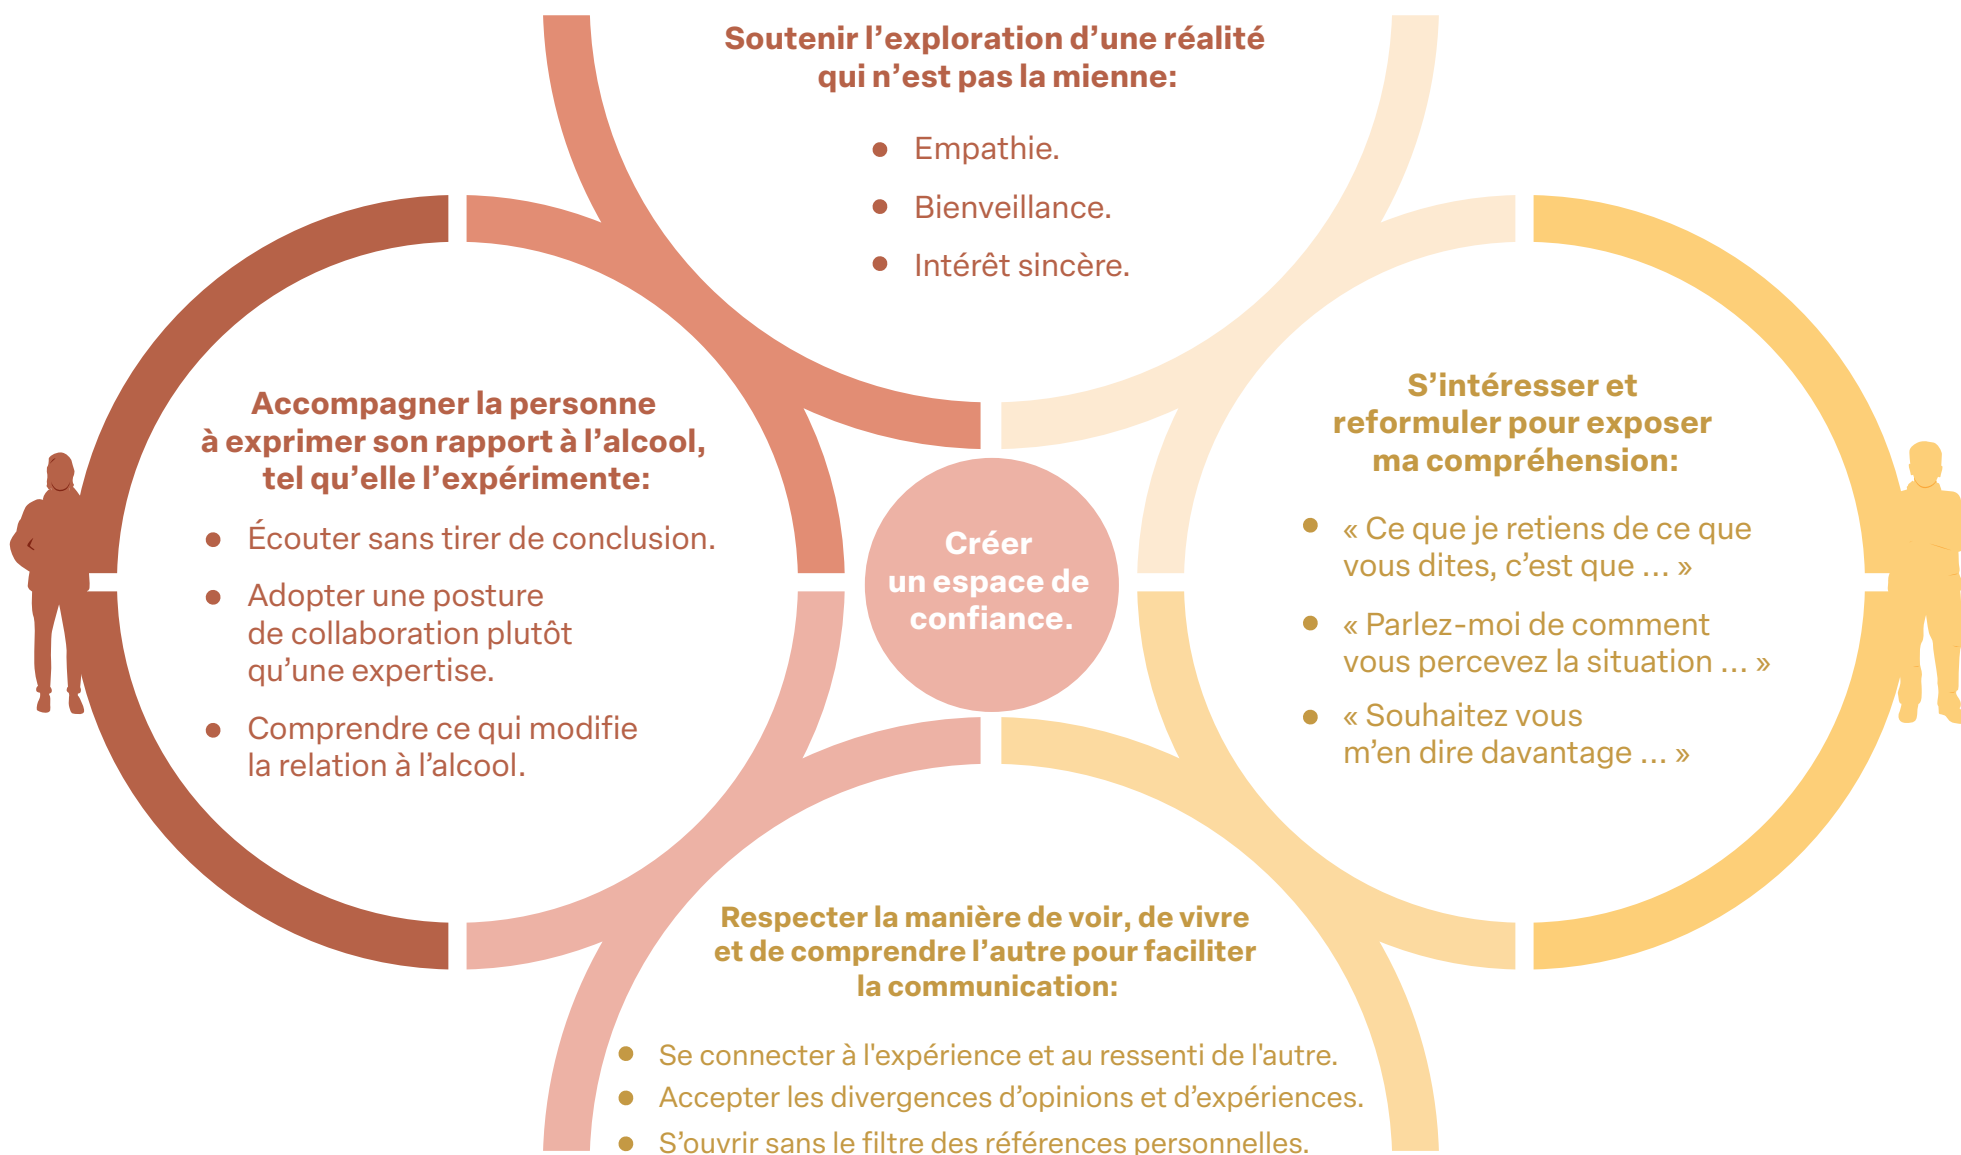 Soutenir l’exploration d’une réalité
qui n’est pas la mienne:
● Empathie.
● Bienveillance.
● Intérêt sincère.
Accompagner la personne
à exprimer son rapport à l’alcool,
tel qu’elle l’expérimente:
● Écouter sans tirer de conclusion.
● Adopter une posture
de collaboration plutôt
qu’une expertise.
● Comprendre ce qui modifie
la relation à l’alcool.
Créer
un espace de
confiance.
S’intéresser et
reformuler pour exposer
ma compréhension:
● « Ce que je retiens de ce que
vous dites, c’est que ... »
● « Parlez-moi de comment
vous percevez la situation ... »
● « Souhaitez vous
m’en dire davantage ... »
Respecter la manière de voir, de vivre
et de comprendre l’autre pour faciliter
la communication:
● Se connecter à l'expérience et au ressenti de l'autre.
● Accepter les divergences d’opinions et d’expériences.
● S’ouvrir sans le filtre des références personnelles.